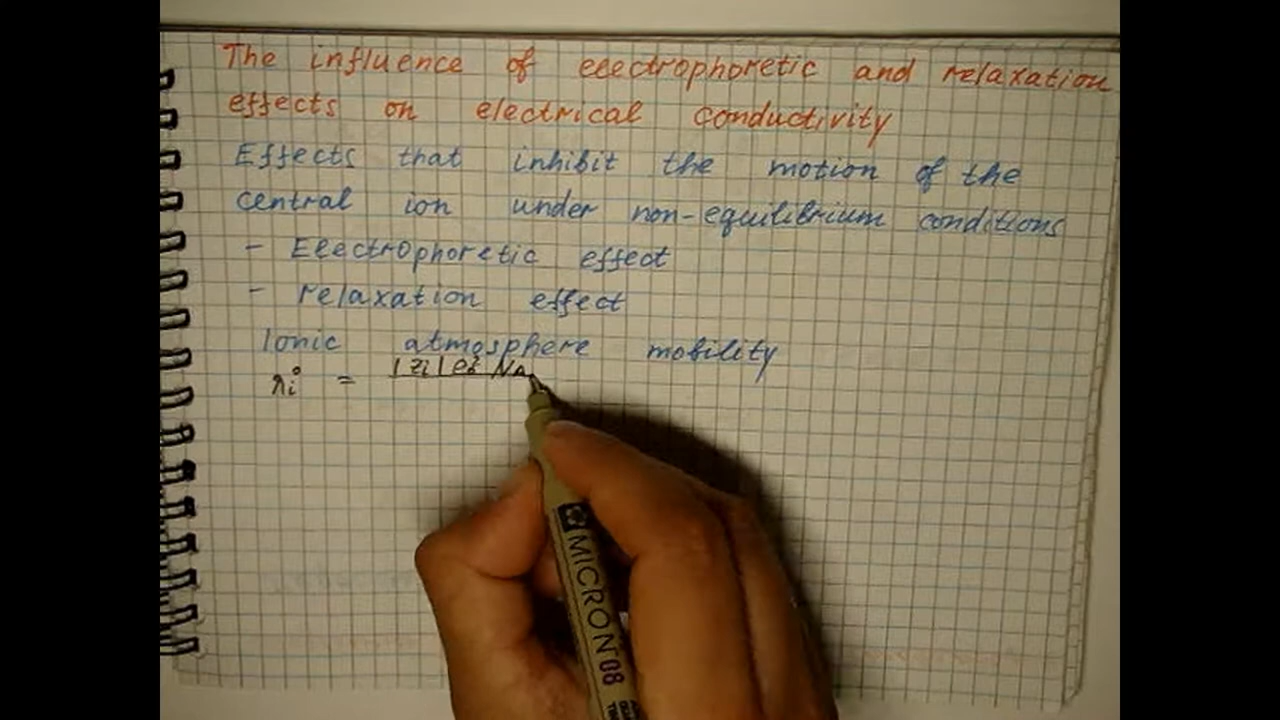 The influence of electrophoretic and relaxation
effects on electrical conductivity
Effects that inhibit the motion of the
central ion under non-equilibrium conditions
- Electrophoretic effect
- relaxation effect
Ionic atmosphere mobility
λi° = |zi| e² NA
MICRON 08